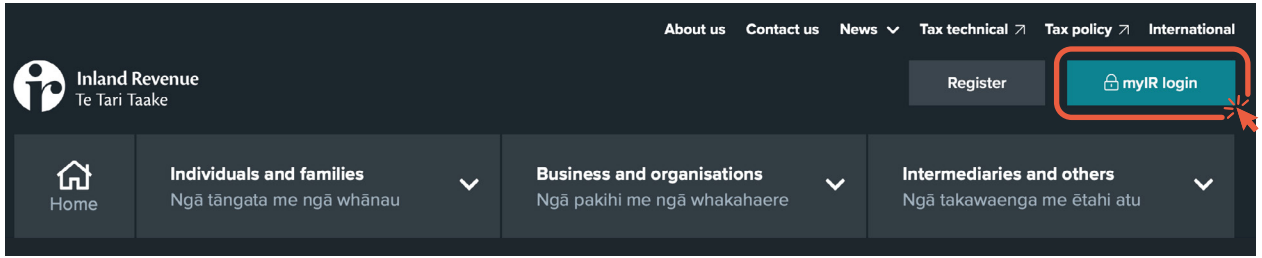 About us Contact us News Tax technical Tax policy International
ir Inland Revenue
Te Tari Taake
Register
myIR login
Home
Individuals and families
Ngā tāngata me ngā whānau
Business and organisations
Ngā pakihi me ngā whakahaere
Intermediaries and others
Ngā takawaenga me ētahi atu